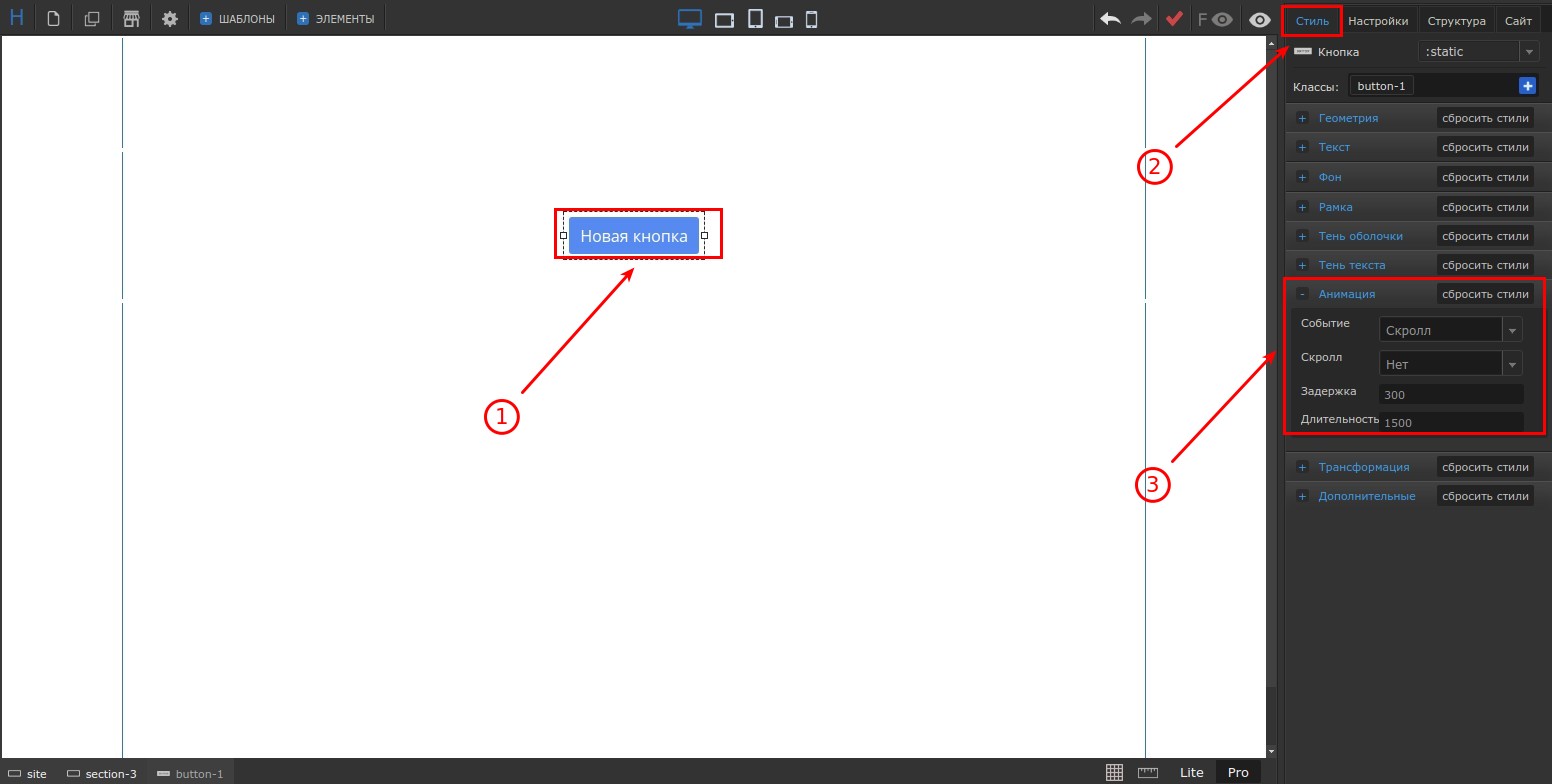 H ШАБЛОНЫ ЭЛЕМЕНТЫ F Стиль Настройки Структура Сайт
Кнопка :static
Классы: button-1
Геометрия сбросить стили
Текст сбросить стили
Фон сбросить стили
Рамка сбросить стили
Тень оболочки сбросить стили
Тень текста сбросить стили
Анимация сбросить стили
Событие Скролл
Скролл Нет
Задержка 300
Длительность 1500
Трансформация сбросить стили
Дополнительные сбросить стили
Новая кнопка
1
2
3
site section-3 button-1 Lite Pro